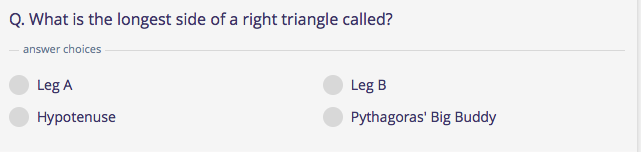 Q. What is the longest side of a right triangle called?
answer choices
Leg A
Leg B
Hypotenuse
Pythagoras' Big Buddy